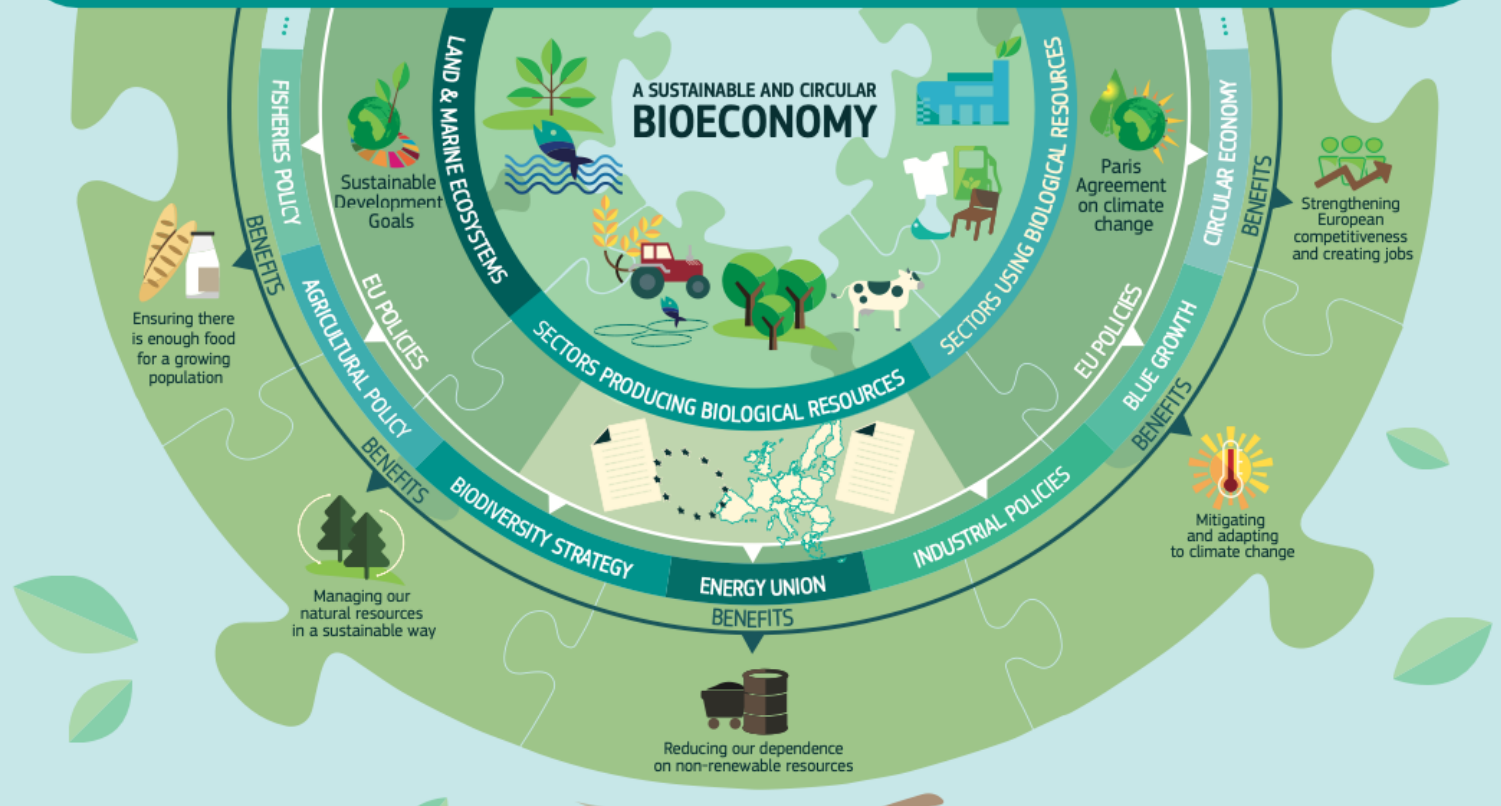 A SUSTAINABLE AND CIRCULAR
BIOECONOMY
LAND & MARINE ECOSYSTEMS
SECTORS PRODUCING BIOLOGICAL RESOURCES
SECTORS USING BIOLOGICAL RESOURCES
Sustainable
Development
Goals
Paris
Agreement
on climate
change
EU POLICIES
EU POLICIES
...
FISHERIES POLICY
AGRICULTURAL POLICY
BIODIVERSITY STRATEGY
ENERGY UNION
INDUSTRIAL POLICIES
BLUE GROWTH
CIRCULAR ECONOMY
...
BENEFITS
Ensuring there
is enough food
for a growing
population
BENEFITS
Managing our
natural resources
in a sustainable way
BENEFITS
Reducing our dependence
on non-renewable resources
BENEFITS
Mitigating
and adapting
to climate change
BENEFITS
Strengthening
European
competitiveness
and creating jobs